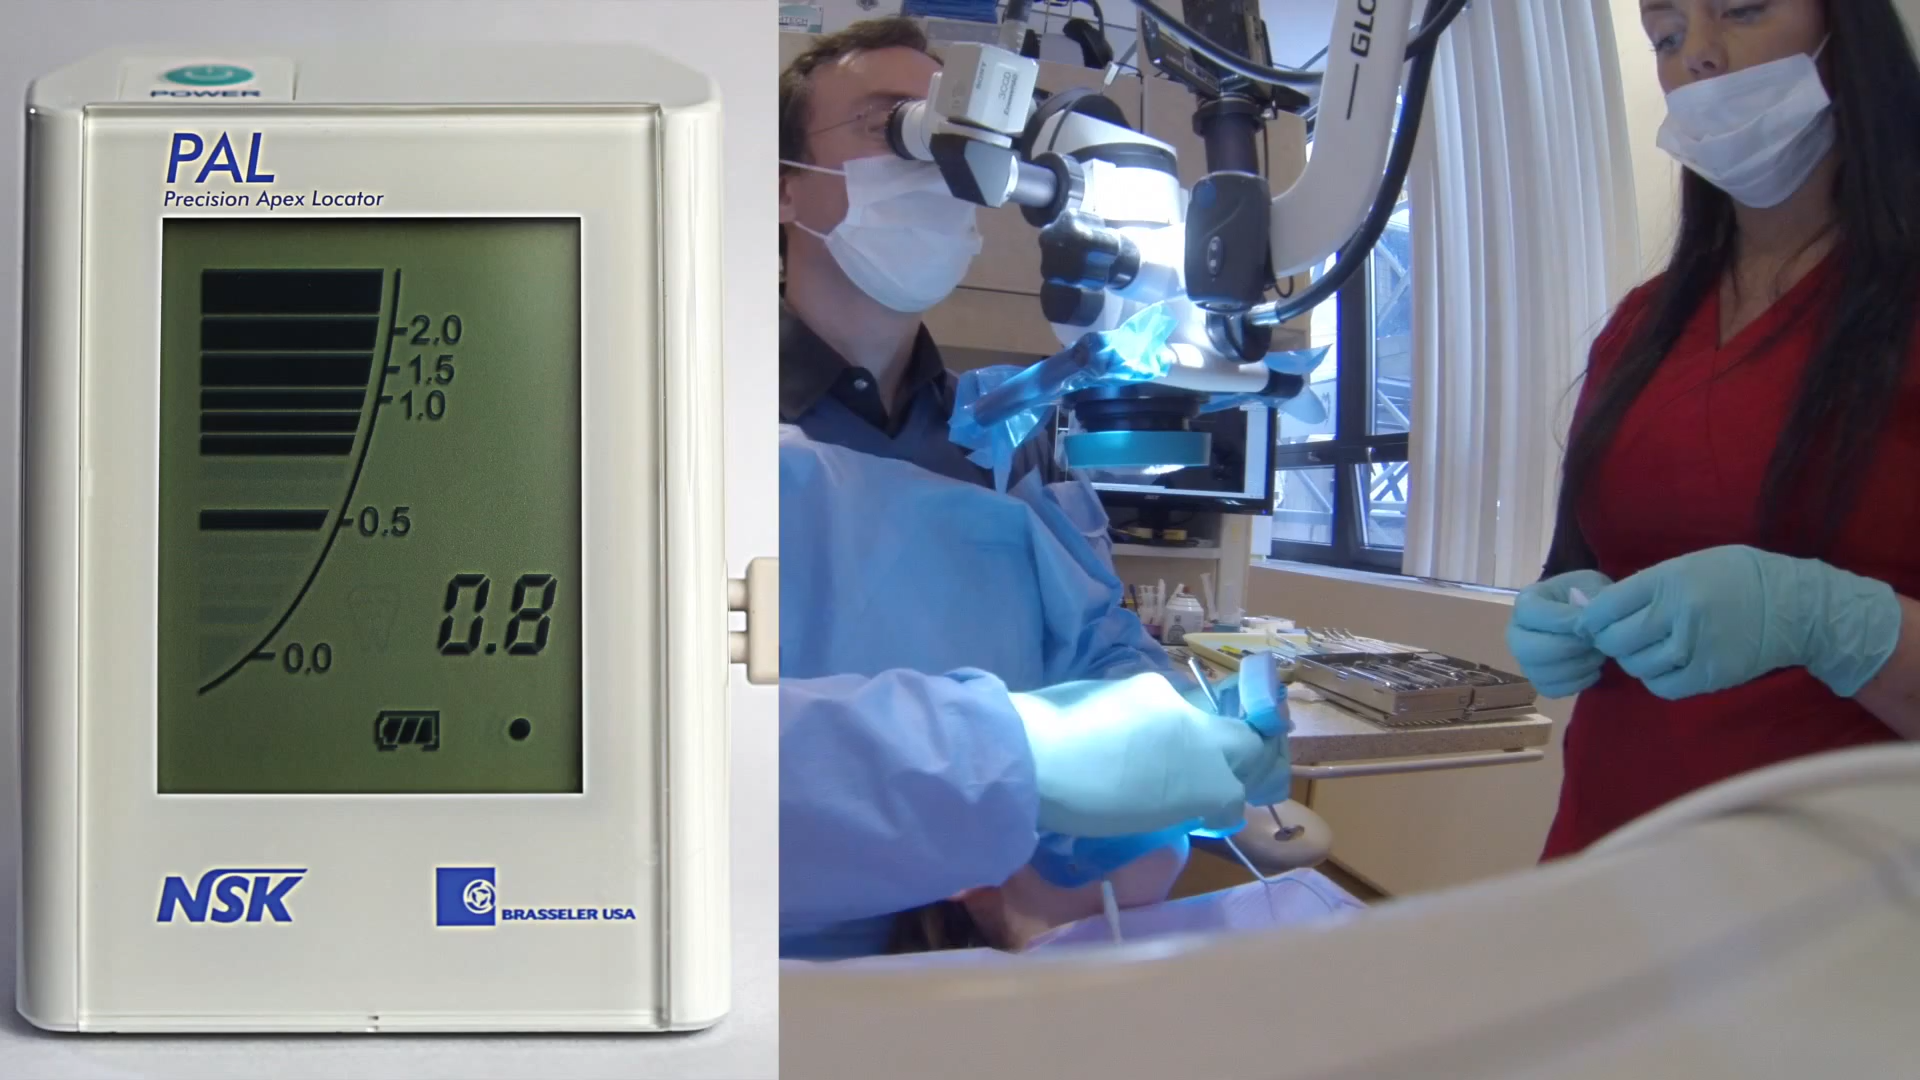 POWER
PAL
Precision Apex Locator
2.0
1.5
1.0
0.5
0.8
0.0
NSK
BRASSELER USA
GLO